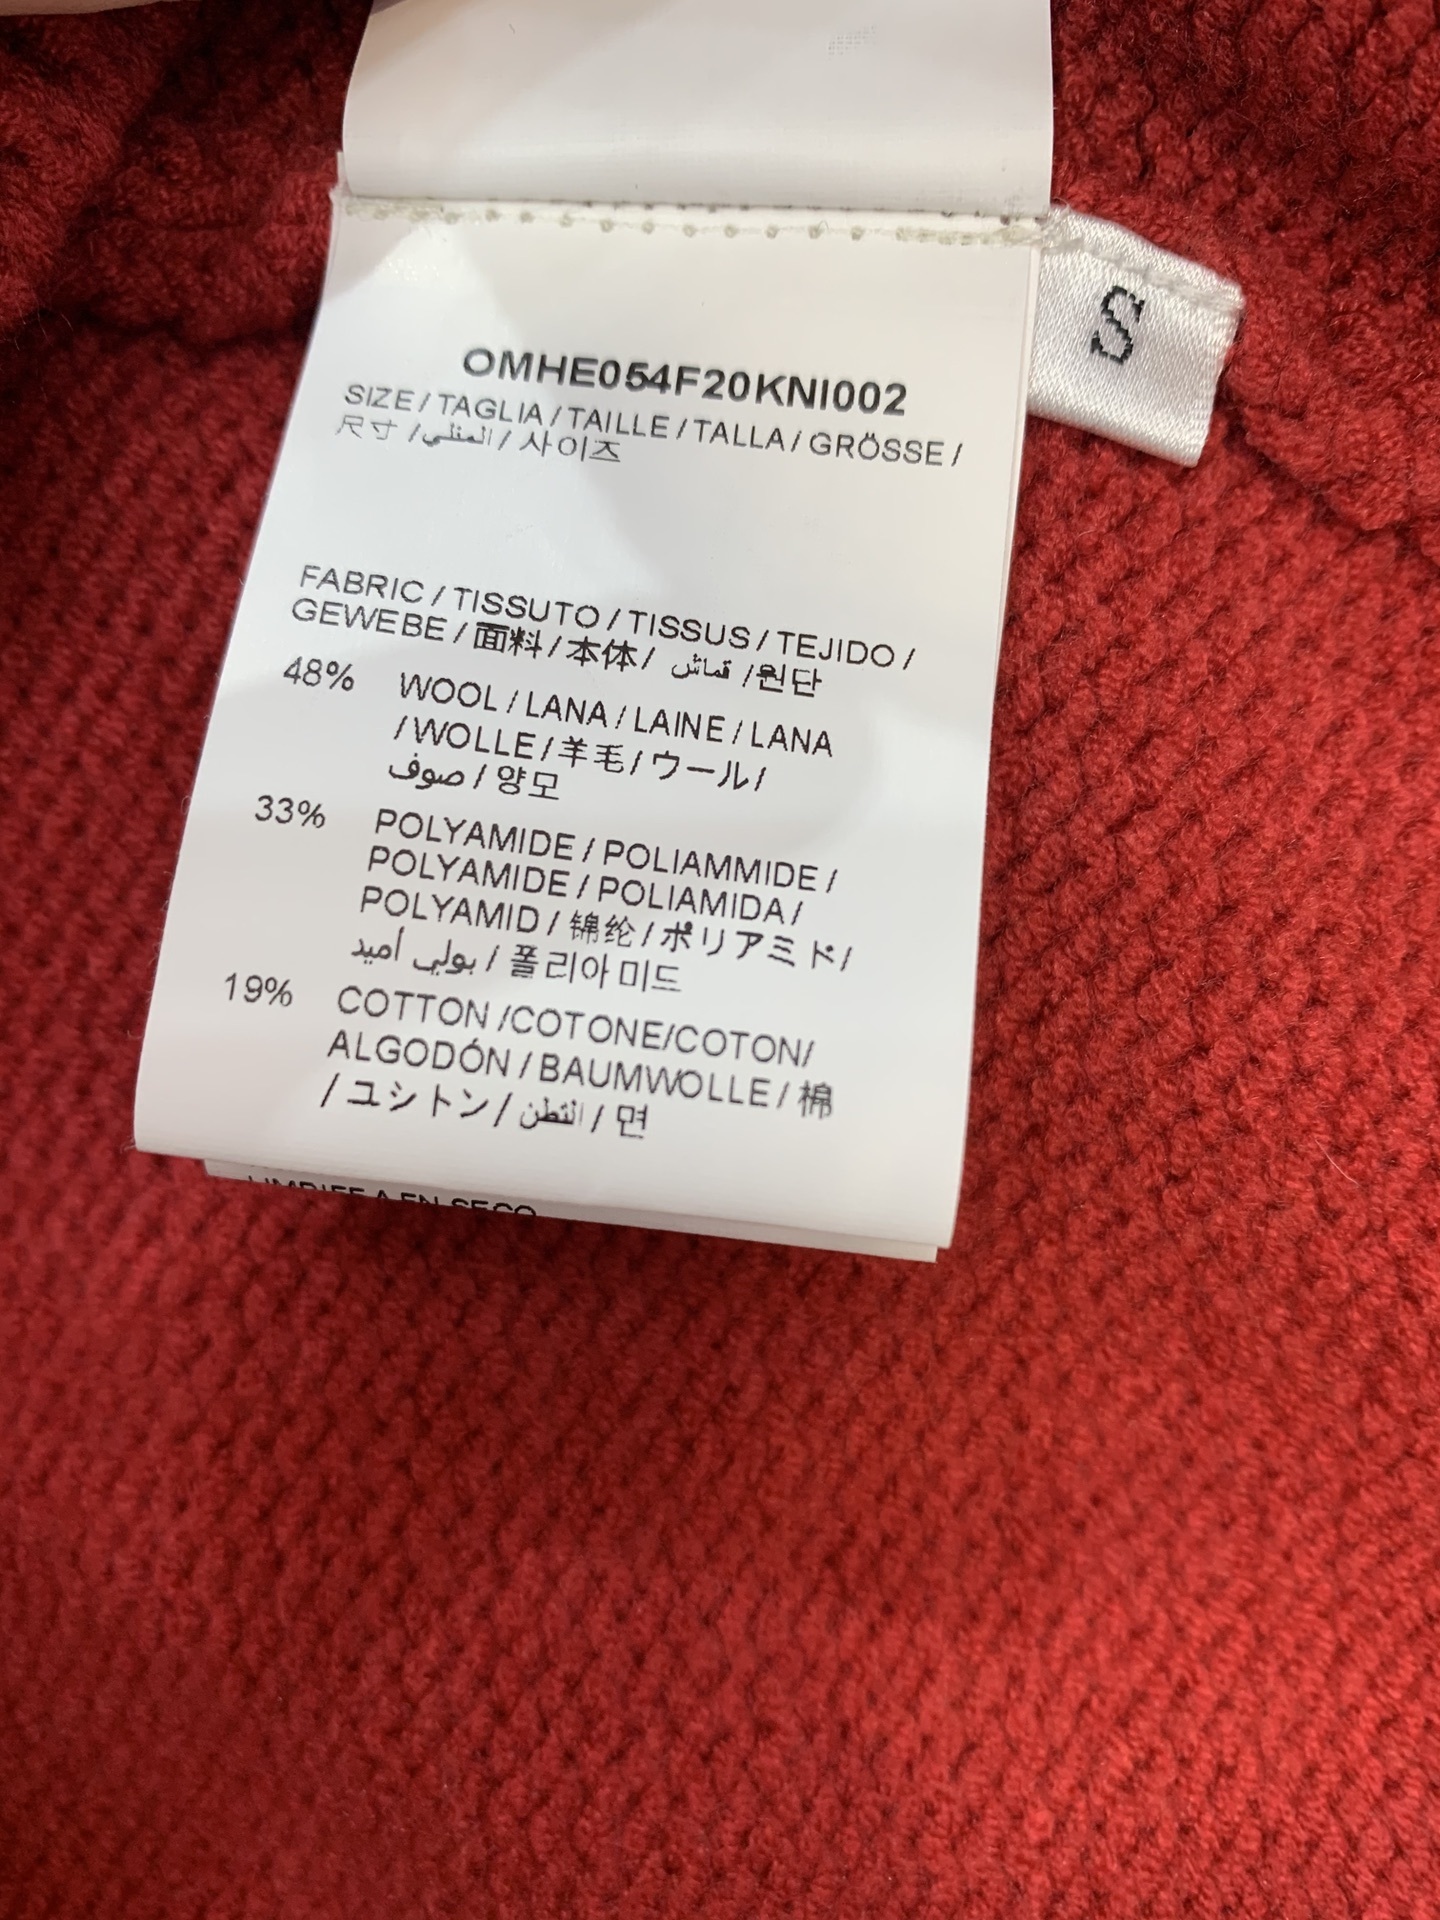 S
OMHE054F20KNI002
SIZE / TAGLIA / TAILLE / TALLA / GRÖSSE /
尺寸 / / 사이즈
FABRIC / TISSUTO / TISSUS / TEJIDO /
GEWEBE / 面料 / 本体 / قماش / 원단
48% WOOL / LANA / LAINE / LANA
/ WOLLE / 羊毛 / ウール /
صوف / 양모
33% POLYAMIDE / POLIAMMIDE /
POLYAMIDE / POLIAMIDA /
POLYAMID / 锦纶 / ポリアミド /
بولي أميد / 폴리아미드
19% COTTON /COTONE/COTON/
ALGODÓN / BAUMWOLLE / 棉
/ ユシトン / القطن / 면
EN SECO